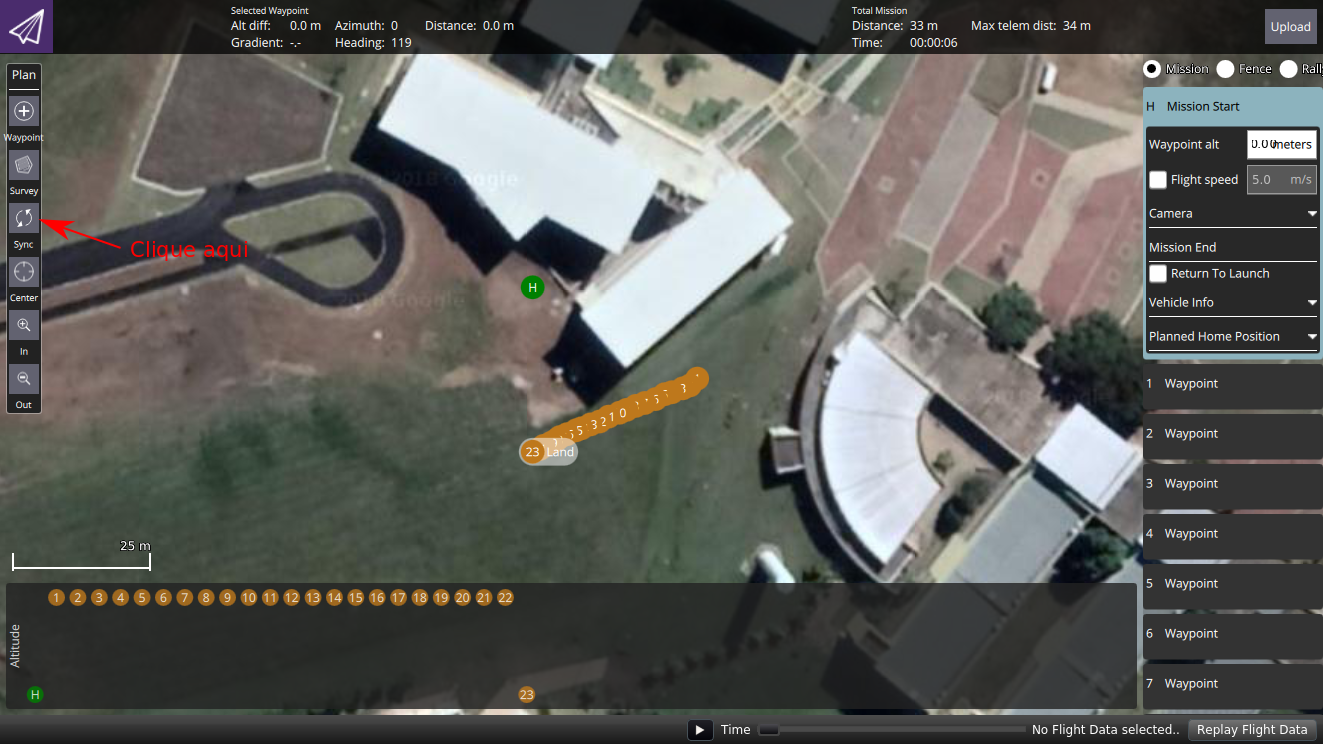 Selected Waypoint
Alt diff: 0.0 m Azimuth: 0 Distance: 0.0 m
Gradient: -.- Heading: 119
Total Mission
Distance: 33 m Max telem dist: 34 m
Time: 00:00:06
Upload
Plan
Waypoint
Survey
Sync
Center
In
Out
Clique aqui
2018 Google
Google
H
23 Land
25 m
Mission Fence Rall
H Mission Start
Waypoint alt 0.00 meters
Flight speed 5.0 m/s
Camera
Mission End
Return To Launch
Vehicle Info
Planned Home Position
1 Waypoint
2 Waypoint
3 Waypoint
4 Waypoint
5 Waypoint
6 Waypoint
7 Waypoint
Altitude
1 2 3 4 5 6 7 8 9 10 11 12 13 14 15 16 17 18 19 20 21 22
H 23
Time No Flight Data selected.. Replay Flight Data